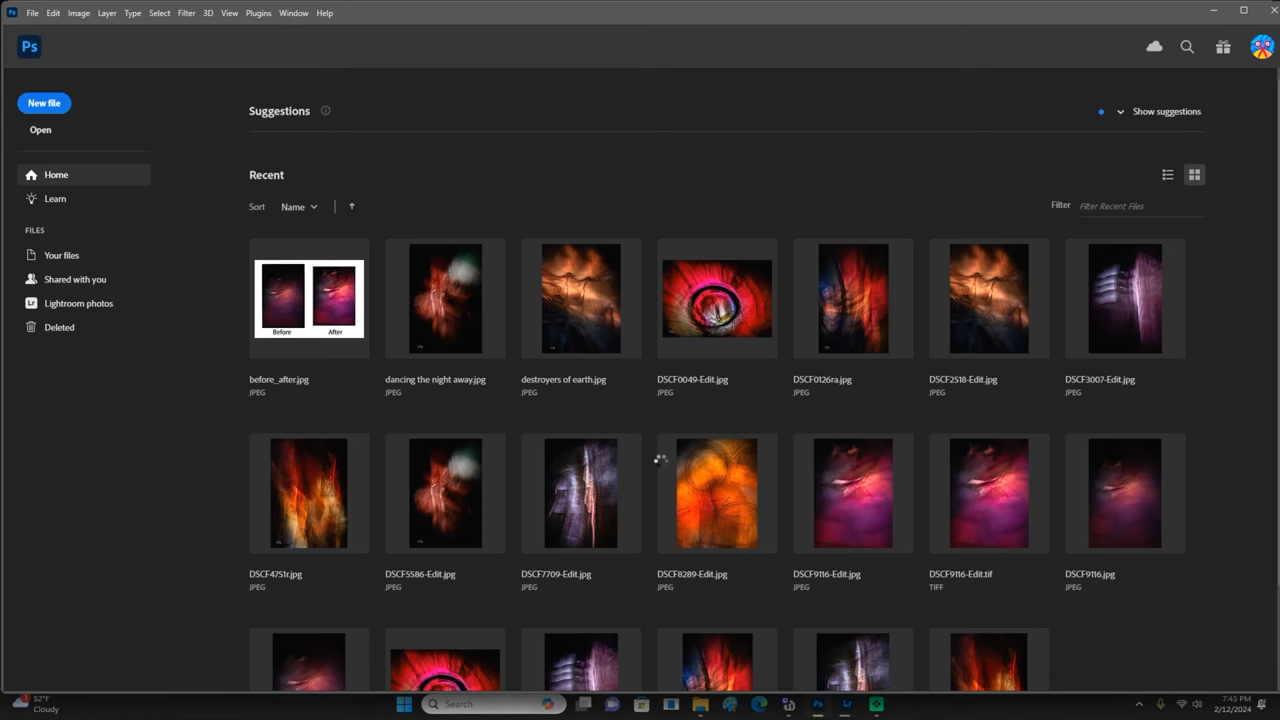 File Edit Image Layer Type Select Filter 3D View Plugins Window Help
Ps
New file
Open
Home
Learn
FILES
Your files
Shared with you
Lr Lightroom photos
Deleted
Suggestions
Show suggestions
Recent
Sort Name
Filter Filter Recent Files
Before After
before_after.jpg dancing the night away.jpg destroyers of earth.jpg DSCF0049-Edit.jpg DSCF0126ra.jpg DSCF2518-Edit.jpg DSCF3007-Edit.jpg
JPEG JPEG JPEG JPEG JPEG JPEG JPEG
DSCF4751r.jpg DSCF5586-Edit.jpg DSCF7709-Edit.jpg DSCF8289-Edit.jpg DSCF9116-Edit.jpg DSCF9116-Edit.tif DSCF9116.jpg
JPEG JPEG JPEG JPEG JPEG TIFF JPEG
52°F
Cloudy
Search
Ps Lr
7:45 PM
2/12/2024